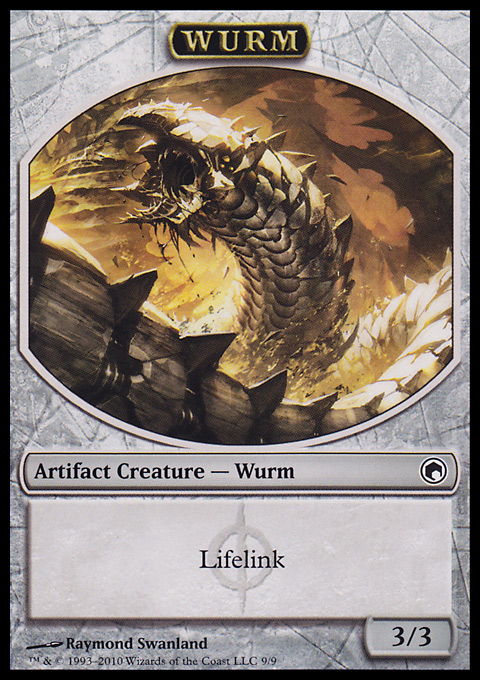 WURM
Artifact Creature — Wurm
Lifelink
3/3
Raymond Swanland
™ & © 1993–2010 Wizards of the Coast LLC 9/9